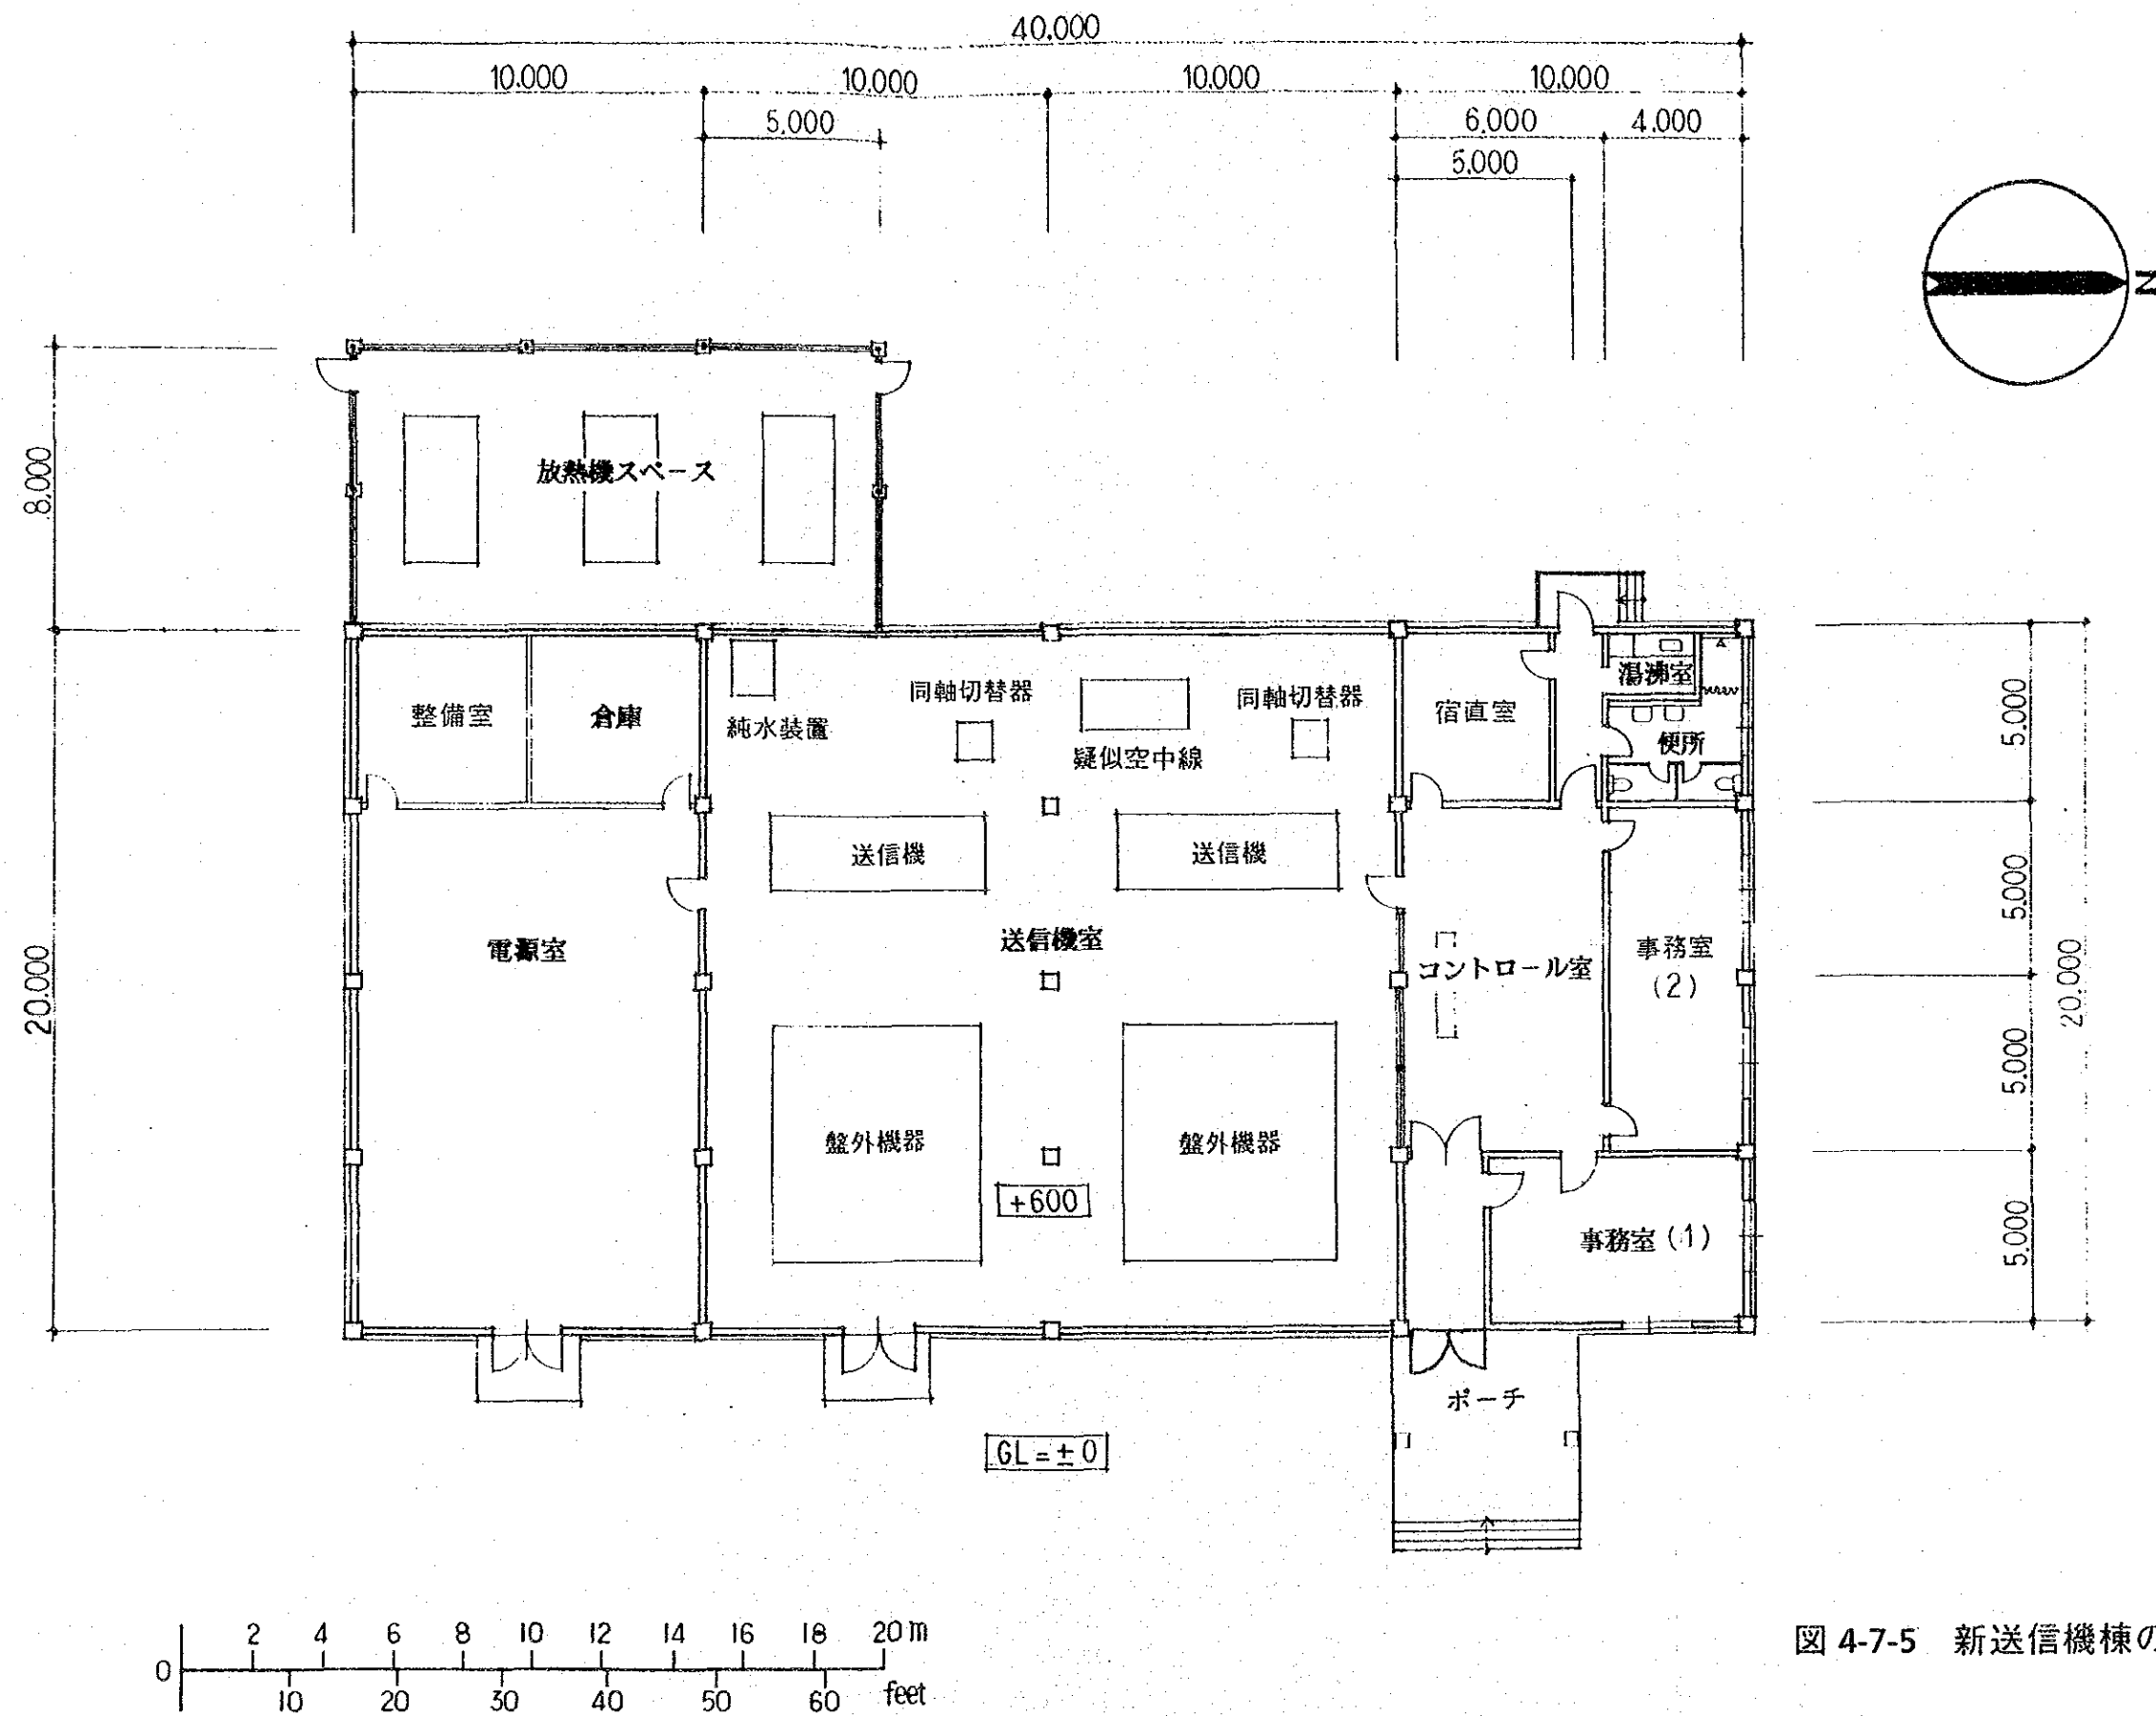 40.000
10.000 10.000 10.000 10.000
5.000 6.000 4.000
5.000
N
8.000
放熱機スペース
整備室 倉庫
純水装置
同軸切替器
疑似空中線
同軸切替器
宿直室
湯沸室
便所
5.000
送信機 送信機
5.000
電源室
送信機室
コントロール室
事務室
(2)
20.000
20.000
5.000
盤外機器 盤外機器
+600
事務室 (1)
5.000
ポーチ
GL=±0
0 2 4 6 8 10 12 14 16 18 20m
10 20 30 40 50 60 feet
図 4-7-5 新送信機棟の